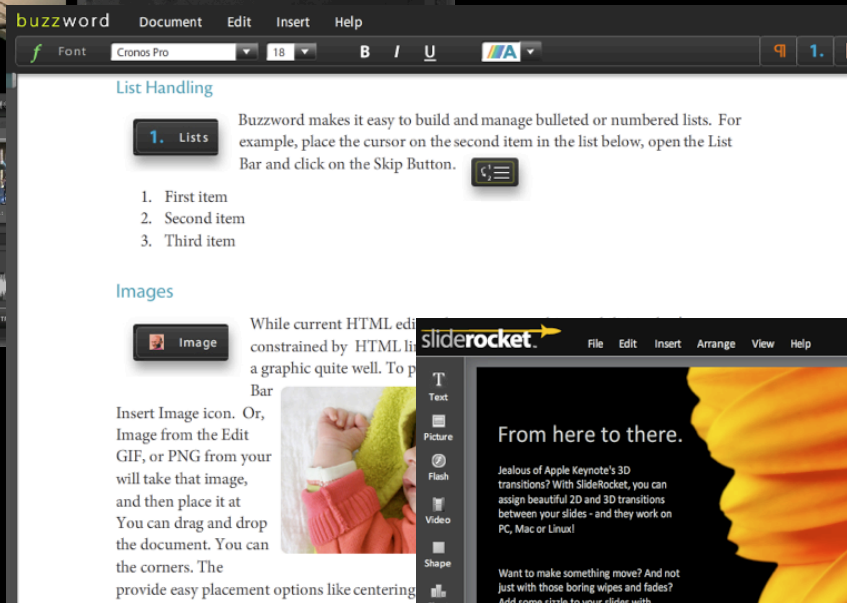 buzzword Document Edit Insert Help
Font Cronos Pro 18 B I U A ¶ 1.
List Handling
1. Lists
Buzzword makes it easy to build and manage bulleted or numbered lists. For
example, place the cursor on the second item in the list below, open the List
Bar and click on the Skip Button.
1. First item
2. Second item
3. Third item
Images
Image
While current HTML edi
constrained by HTML li
a graphic quite well. To p
Bar
Insert Image icon. Or,
Image from the Edit
GIF, or PNG from your
will take that image,
and then place it at
You can drag and drop
the document. You can
the corners. The
provide easy placement options like centering
sliderocket File Edit Insert Arrange View Help
Text
Picture
Flash
Video
Shape
From here to there.
Jealous of Apple Keynote's 3D
transitions? With SlideRocket, you can
assign beautiful 2D and 3D transitions
between your slides - and they work on
PC, Mac or Linux!
Want to make something move? And not
just with those boring wipes and fades?
Add some sizzle to your slides with